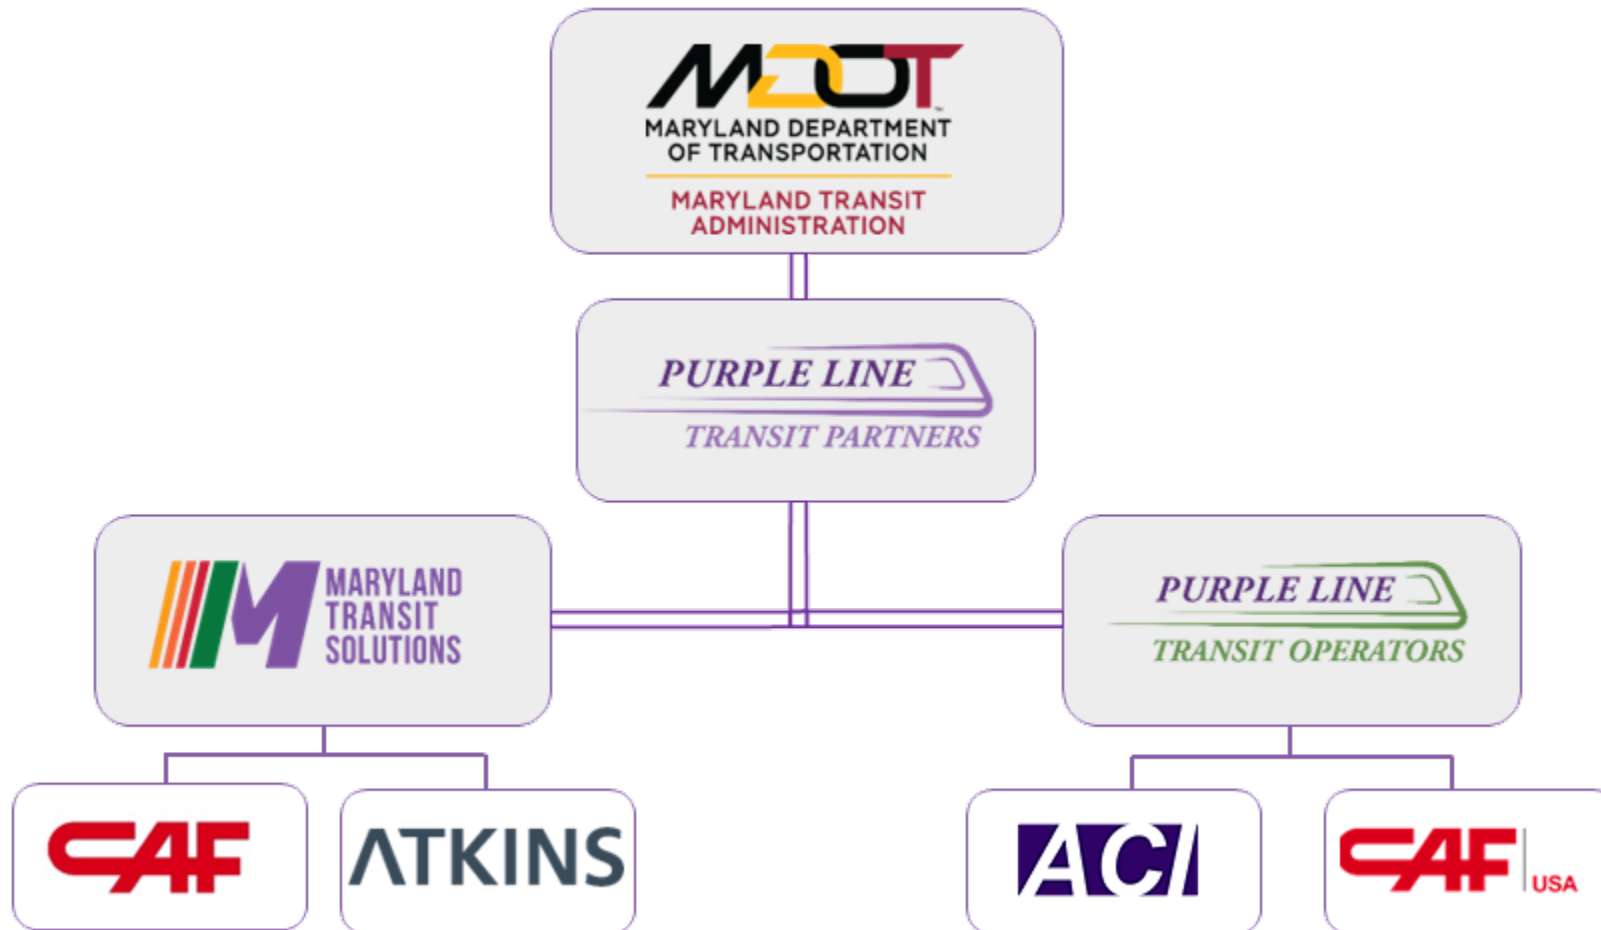 MDOT™
MARYLAND DEPARTMENT
OF TRANSPORTATION
MARYLAND TRANSIT
ADMINISTRATION
PURPLE LINE
TRANSIT PARTNERS
M MARYLAND
TRANSIT
SOLUTIONS
PURPLE LINE
TRANSIT OPERATORS
CAF
ATKINS
ACI
CAF USA